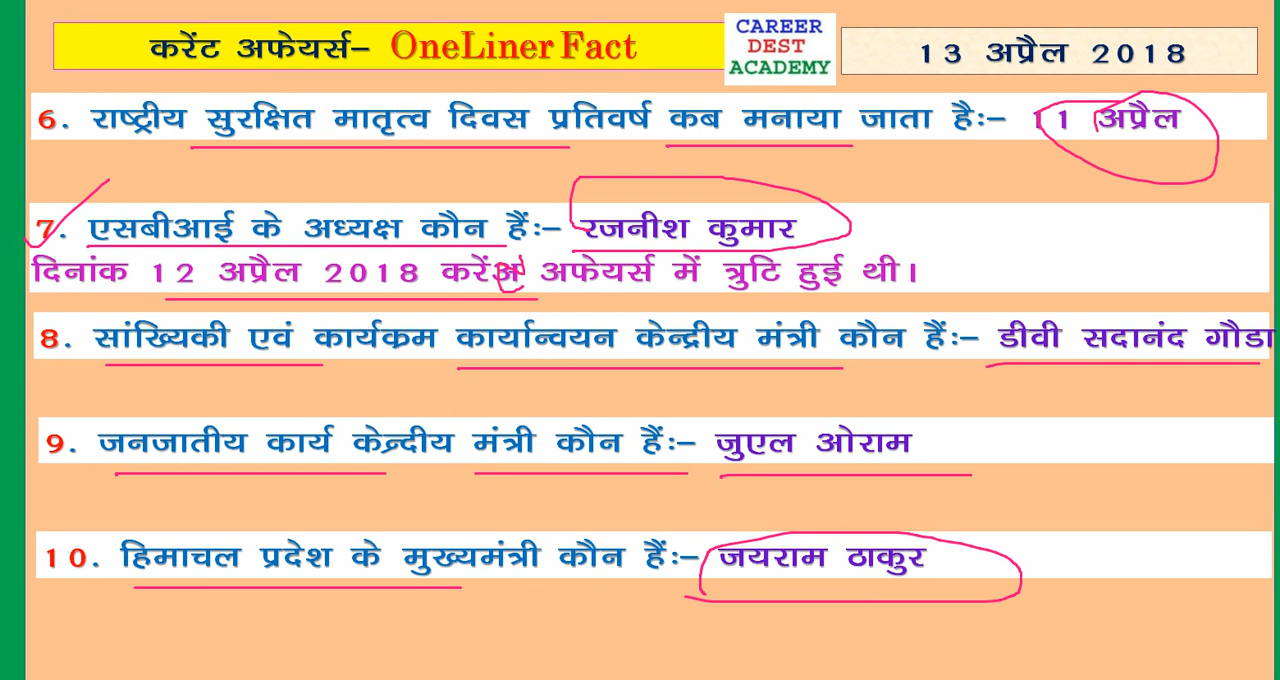 करेंट अफेयर्स– OneLiner Fact
CAREER
DEST
ACADEMY
13 अप्रैल 2018
6. राष्ट्रीय सुरक्षित मातृत्व दिवस प्रतिवर्ष कब मनाया जाता हैः– 11 अप्रैल
7. एसबीआई के अध्यक्ष कौन हैंः– रजनीश कुमार
दिनांक 12 अप्रैल 2018 करेंअ अफेयर्स में त्रुटि हुई थी।
8. सांख्यिकी एवं कार्यक्रम कार्यान्वयन केन्द्रीय मंत्री कौन हैंः– डीवी सदानंद गौडा
9. जनजातीय कार्य केन्द्रीय मंत्री कौन हैंः– जुएल ओराम
10. हिमाचल प्रदेश के मुख्यमंत्री कौन हैंः– जयराम ठाकुर